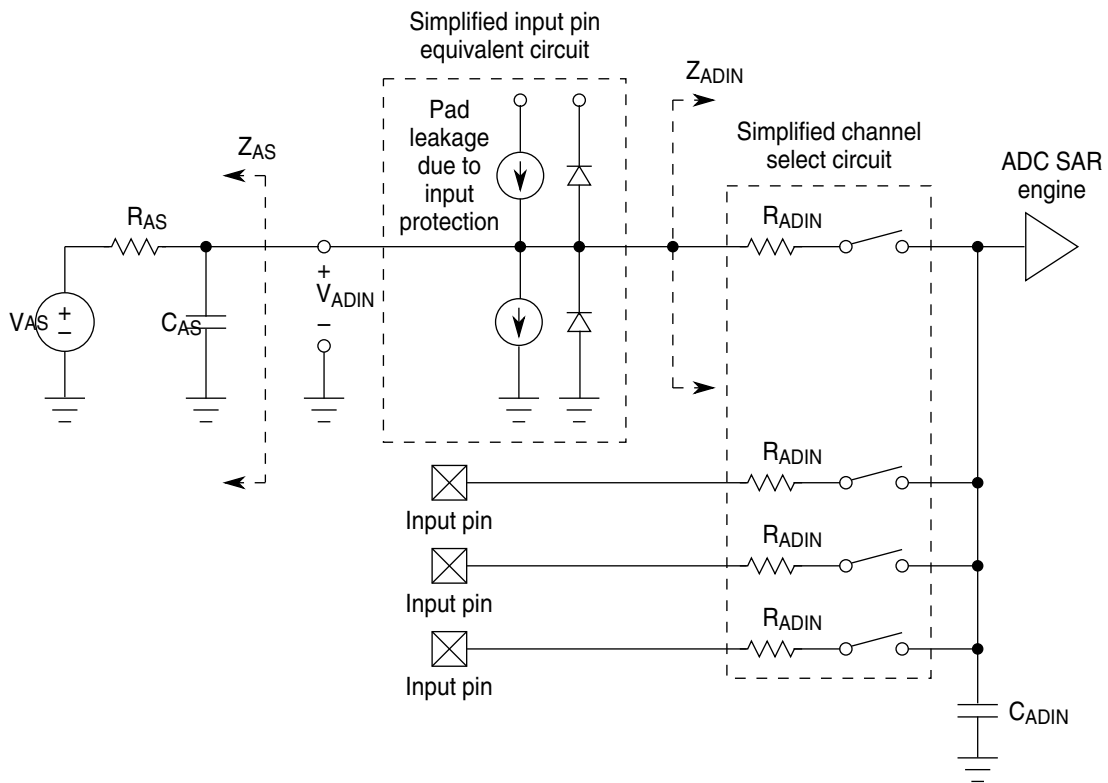 Simplified input pin
equivalent circuit
Pad
leakage
due to
input
protection
ZADIN
Simplified channel
select circuit
ADC SAR
engine
ZAS
RAS
RADIN
+
VADIN
–
VAS
+
–
CAS
RADIN
Input pin
RADIN
Input pin
RADIN
Input pin
CADIN